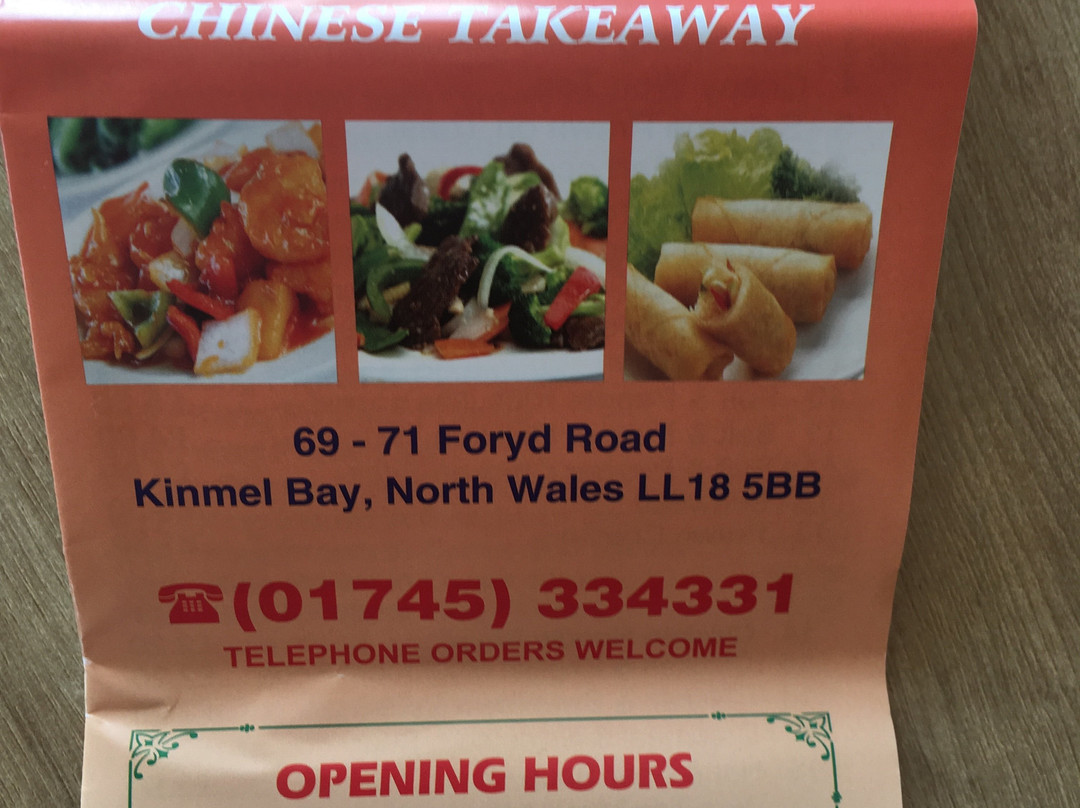 CHINESE TAKEAWAY
69 - 71 Foryd Road
Kinmel Bay, North Wales LL18 5BB
☎(01745) 334331
TELEPHONE ORDERS WELCOME
OPENING HOURS